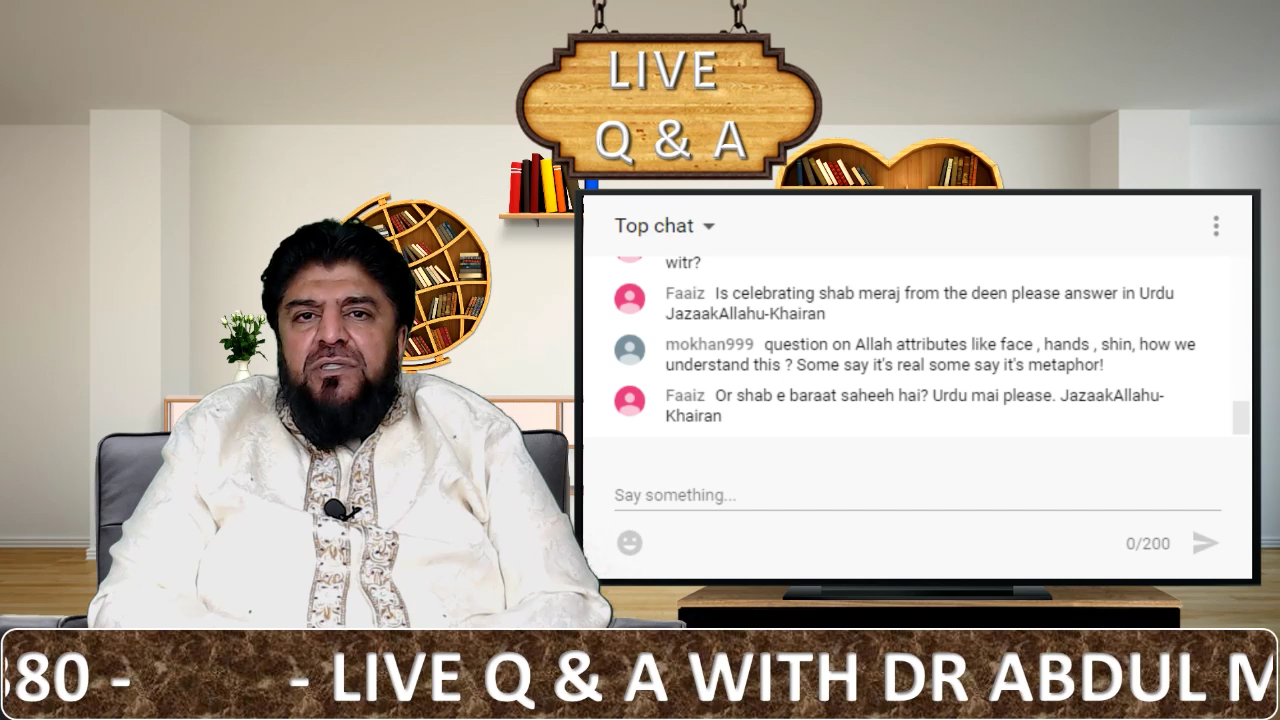 LIVE
Q & A
Top chat
witr?
Faaiz Is celebrating shab meraj from the deen please answer in Urdu
JazaakAllahu-Khairan
mokhan999 question on Allah attributes like face , hands , shin, how we
understand this ? Some say it's real some say it's metaphor!
Faaiz Or shab e baraat saheeh hai? Urdu mai please. JazaakAllahu-
Khairan
Say something...
0/200
80 - - LIVE Q & A WITH DR ABDUL M